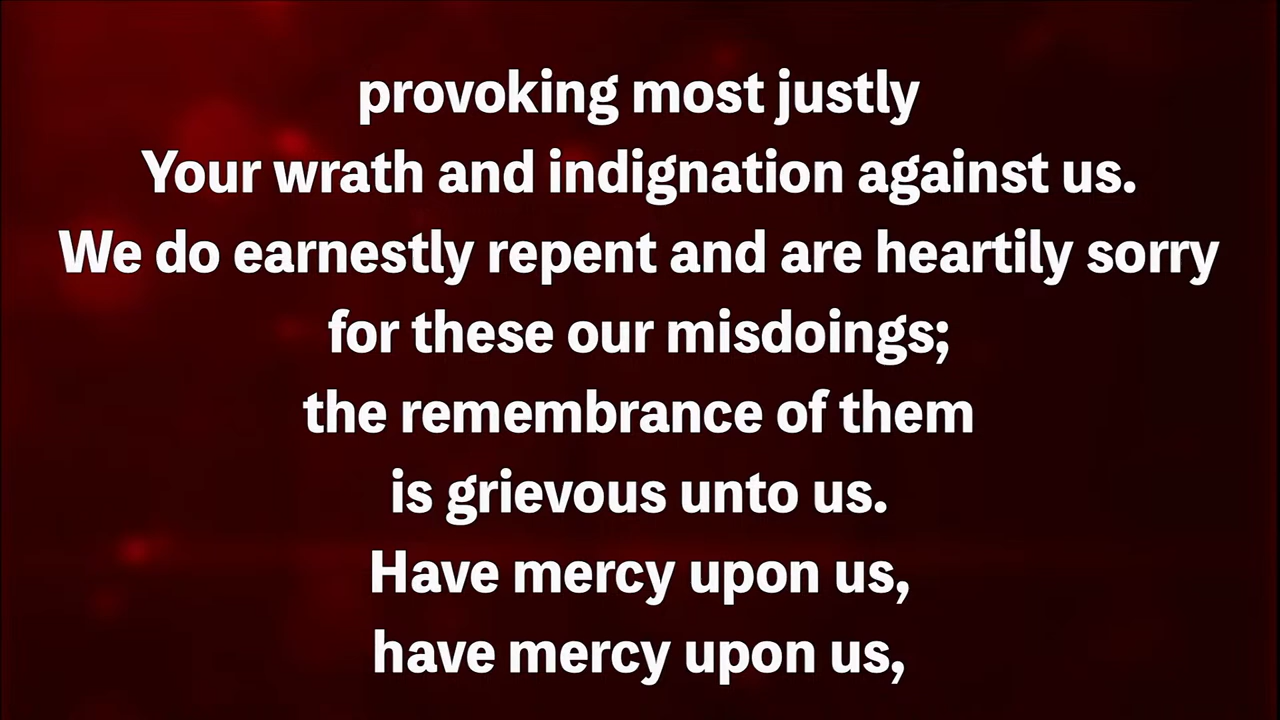 provoking most justly
Your wrath and indignation against us.
We do earnestly repent and are heartily sorry
for these our misdoings;
the remembrance of them
is grievous unto us.
Have mercy upon us,
have mercy upon us,